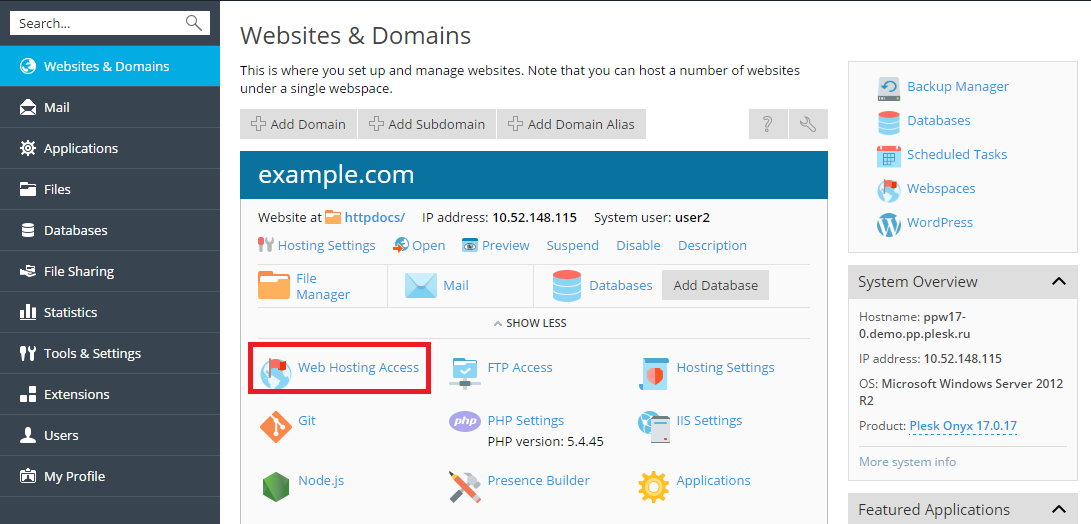 Search...
Websites & Domains
Mail
Applications
Files
Databases
File Sharing
Statistics
Tools & Settings
Extensions
Users
My Profile
Websites & Domains
This is where you set up and manage websites. Note that you can host a number of websites
under a single webspace.
Add Domain
Add Subdomain
Add Domain Alias
?
example.com
Website at httpdocs/ IP address: 10.52.148.115 System user: user2
Hosting Settings Open Preview Suspend Disable Description
File
Manager
Mail
Databases
Add Database
SHOW LESS
Web Hosting Access
FTP Access
Hosting Settings
Git
php
PHP Settings
PHP version: 5.4.45
IIS Settings
Node.js
Presence Builder
Applications
Backup Manager
Databases
Scheduled Tasks
Webspaces
WordPress
System Overview
Hostname: ppw17-
0.demo.pp.plesk.ru
IP address: 10.52.148.115
OS: Microsoft Windows Server 2012
R2
Product: Plesk Onyx 17.0.17
More system info
Featured Applications